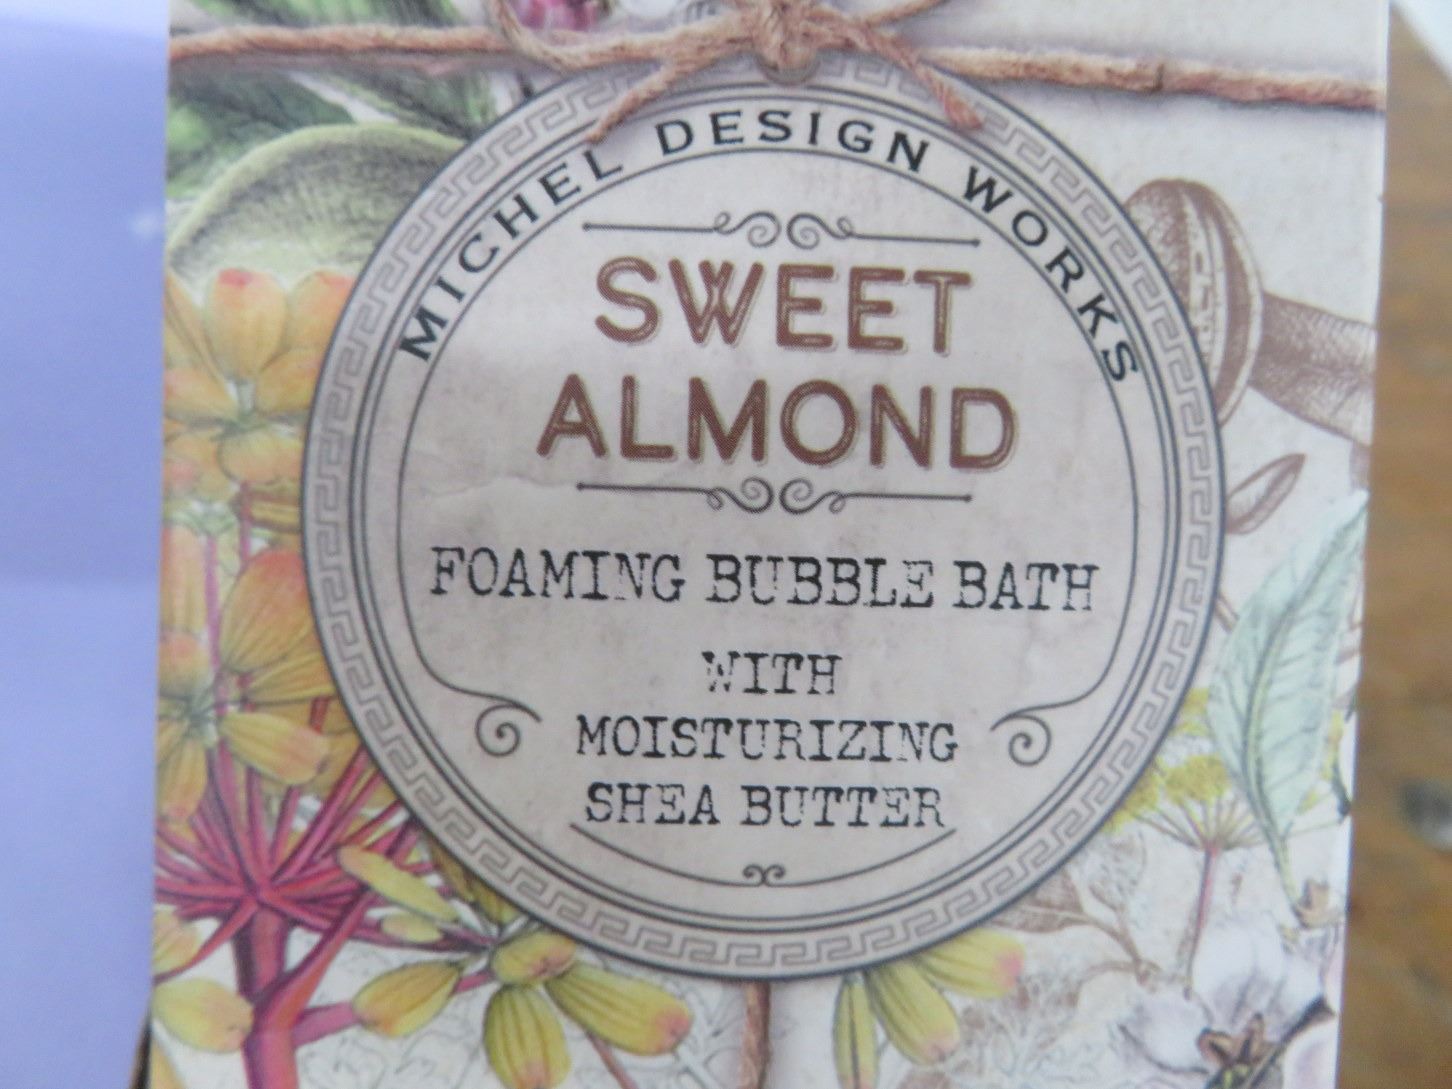 MICHEL DESIGN WORKS
SWEET
ALMOND
FOAMING BUBBLE BATH
WITH
MOISTURIZING
SHEA BUTTER